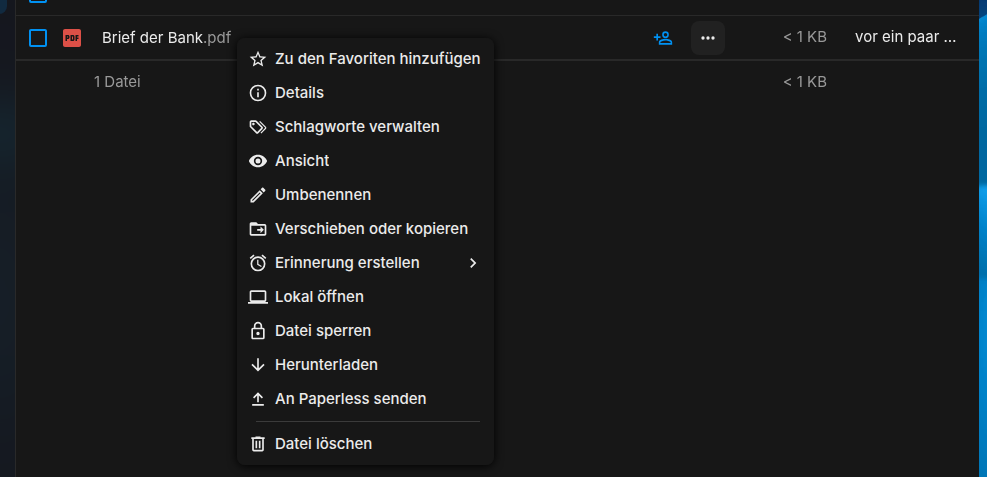 PDF
Brief der Bank.pdf
< 1 KB
vor ein paar ...
1 Datei
< 1 KB
Zu den Favoriten hinzufügen
Details
Schlagworte verwalten
Ansicht
Umbenennen
Verschieben oder kopieren
Erinnerung erstellen
Lokal öffnen
Datei sperren
Herunterladen
An Paperless senden
Datei löschen